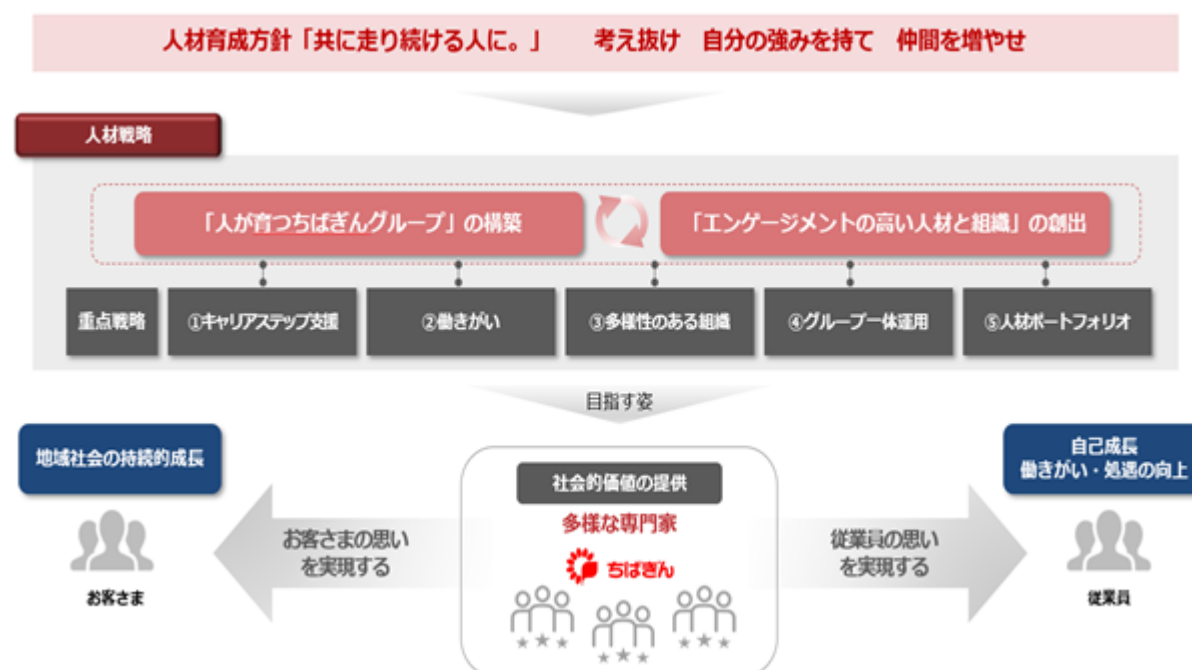 人材育成方針「共に走り続ける人に。」　　考え抜け　自分の強みを持て　仲間を増やせ
人材戦略
「人が育つちばぎんグループ」の構築
「エンゲージメントの高い人材と組織」の創出
重点戦略
①キャリアステップ支援
②働きがい
③多様性のある組織
④グループ一体運用
⑤人材ポートフォリオ
目指す姿
地域社会の持続的成長
お客さま
お客さまの思い
を実現する
社会的価値の提供
多様な専門家
ちばぎん
従業員の思い
を実現する
自己成長
働きがい・処遇の向上
従業員